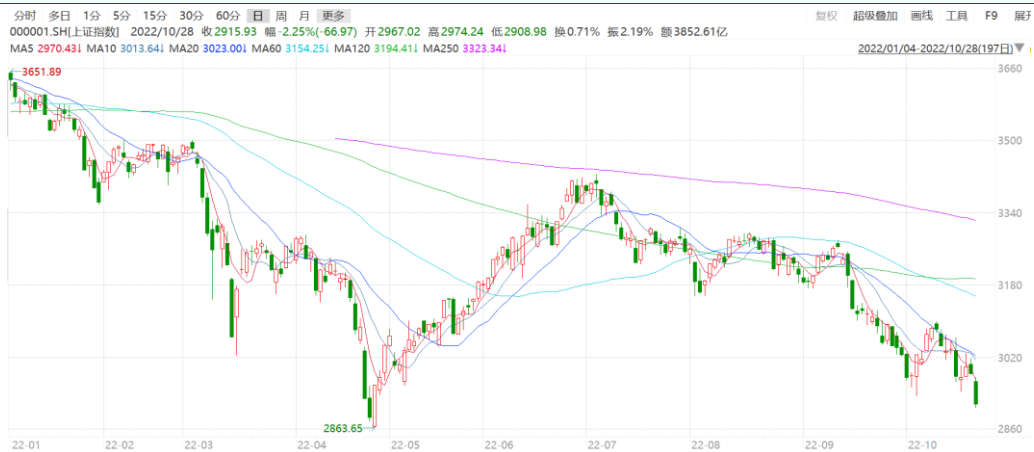 分时 多日 1分 5分 15分 30分 60分 日 周 月 更多 复权 超级叠加 画线 工具 F9 展开
000001.SH[上证指数] 2022/10/28 收2915.93 幅-2.25%(-66.97) 开2967.02 高2974.24 低2908.98 换0.71% 振2.19% 额3852.61亿
MA5 2970.43↓ MA10 3013.64↓ MA20 3023.00↓ MA60 3154.25↓ MA120 3194.41↓ MA250 3323.34↓ 2022/01/04-2022/10/28(197日)▼
3660
3651.89
3500
3340
3180
3020
2863.65
2860
22-01 22-02 22-03 22-04 22-05 22-06 22-07 22-08 22-09 22-10